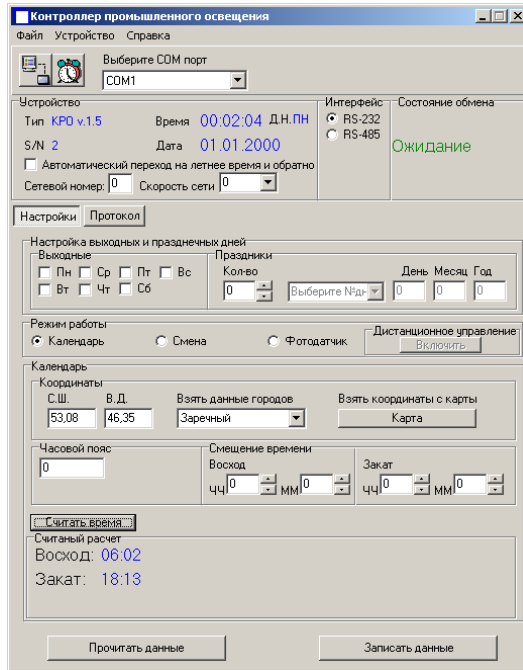 Контроллер промышленного освещения
Файл Устройство Справка
Выберите COM порт
COM1
Устройство
Интерфейс
Состояние обмена
Тип КРО v.1.5 Время 00:02:04 Д.Н.ПН
RS-232
RS-485
S/N 2 Дата 01.01.2000
Ожидание
Автоматический переход на летнее время и обратно
Сетевой номер: 0 Скорость сети 0
Настройки Протокол
Настройка выходных и празднечных дней
Выходные
Праздники
Пн Ср Пт Вс
Вт Чт Сб
Кол-во День Месяц Год
0 Выберите №дн 0 0 0
Режим работы
Календарь Смена Фотодатчик
Дистанционное управление
Включить
Календарь
Координаты
С.Ш. В.Д. Взять данные городов Взять координаты с карты
53,08 46,35 Заречный Карта
Часовой пояс
0
Смещение времени
Восход Закат
ЧЧ 0 ММ 0 ЧЧ 0 ММ 0
Считать время
Считаный расчет
Восход: 06:02
Закат: 18:13
Прочитать данные Записать данные